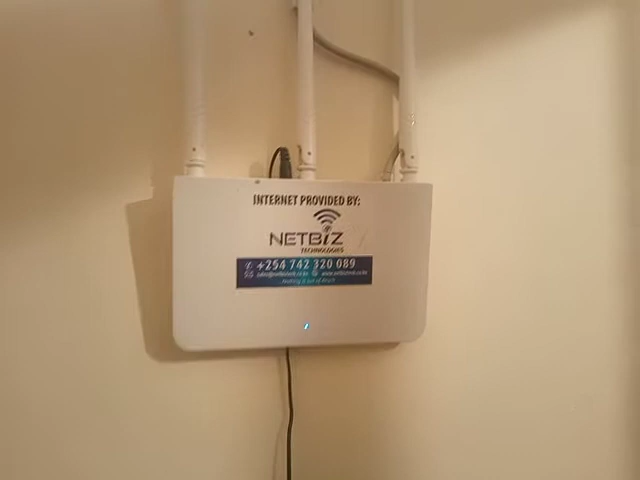 INTERNET PROVIDED BY:
NETBiZ
TECHNOLOGIES
+254 742 320 089